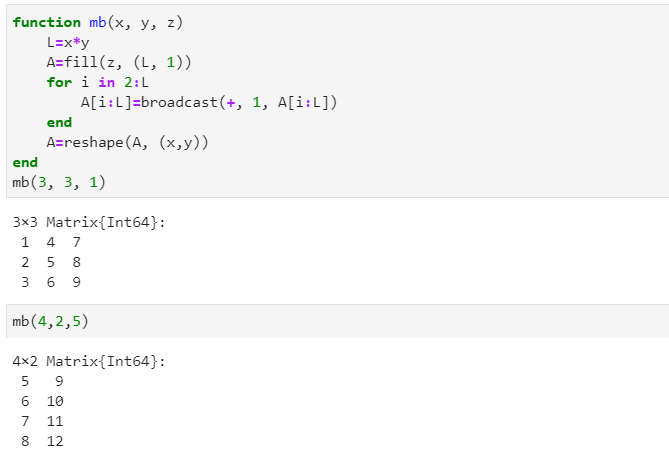 function mb(x, y, z)
    L=x*y
    A=fill(z, (L, 1))
    for i in 2:L
        A[i:L]=broadcast(+, 1, A[i:L])
    end
    A=reshape(A, (x,y))
end
mb(3, 3, 1)
3×3 Matrix{Int64}:
 1  4  7
 2  5  8
 3  6  9
mb(4,2,5)
4×2 Matrix{Int64}:
 5   9
 6  10
 7  11
 8  12